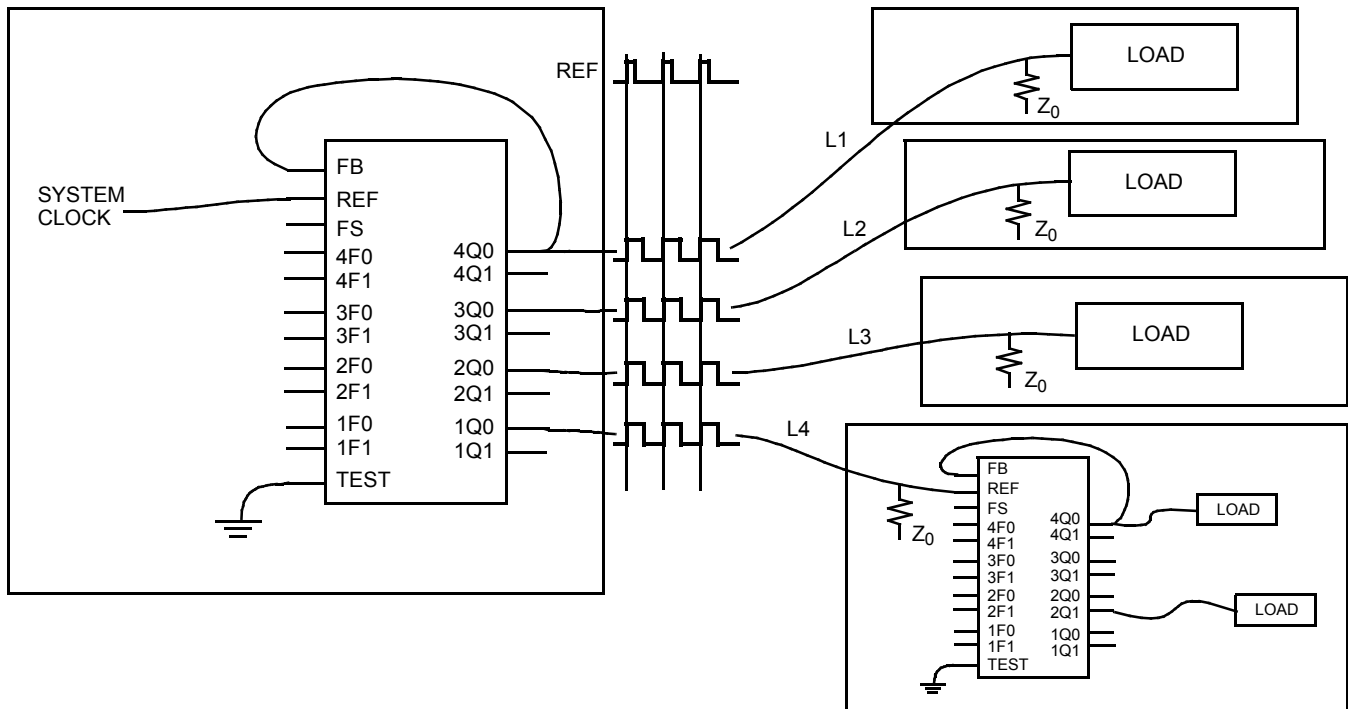 REF
SYSTEM
CLOCK
FB
REF
FS
4F0
4F1
3F0
3F1
2F0
2F1
1F0
1F1
TEST
4Q0
4Q1
3Q0
3Q1
2Q0
2Q1
1Q0
1Q1
L1
L2
L3
L4
LOAD
Z0
LOAD
Z0
LOAD
Z0
Z0
FB
REF
FS
4F0
4F1
3F0
3F1
2F0
2F1
1F0
1F1
TEST
4Q0
4Q1
3Q0
3Q1
2Q0
2Q1
1Q0
1Q1
LOAD
LOAD